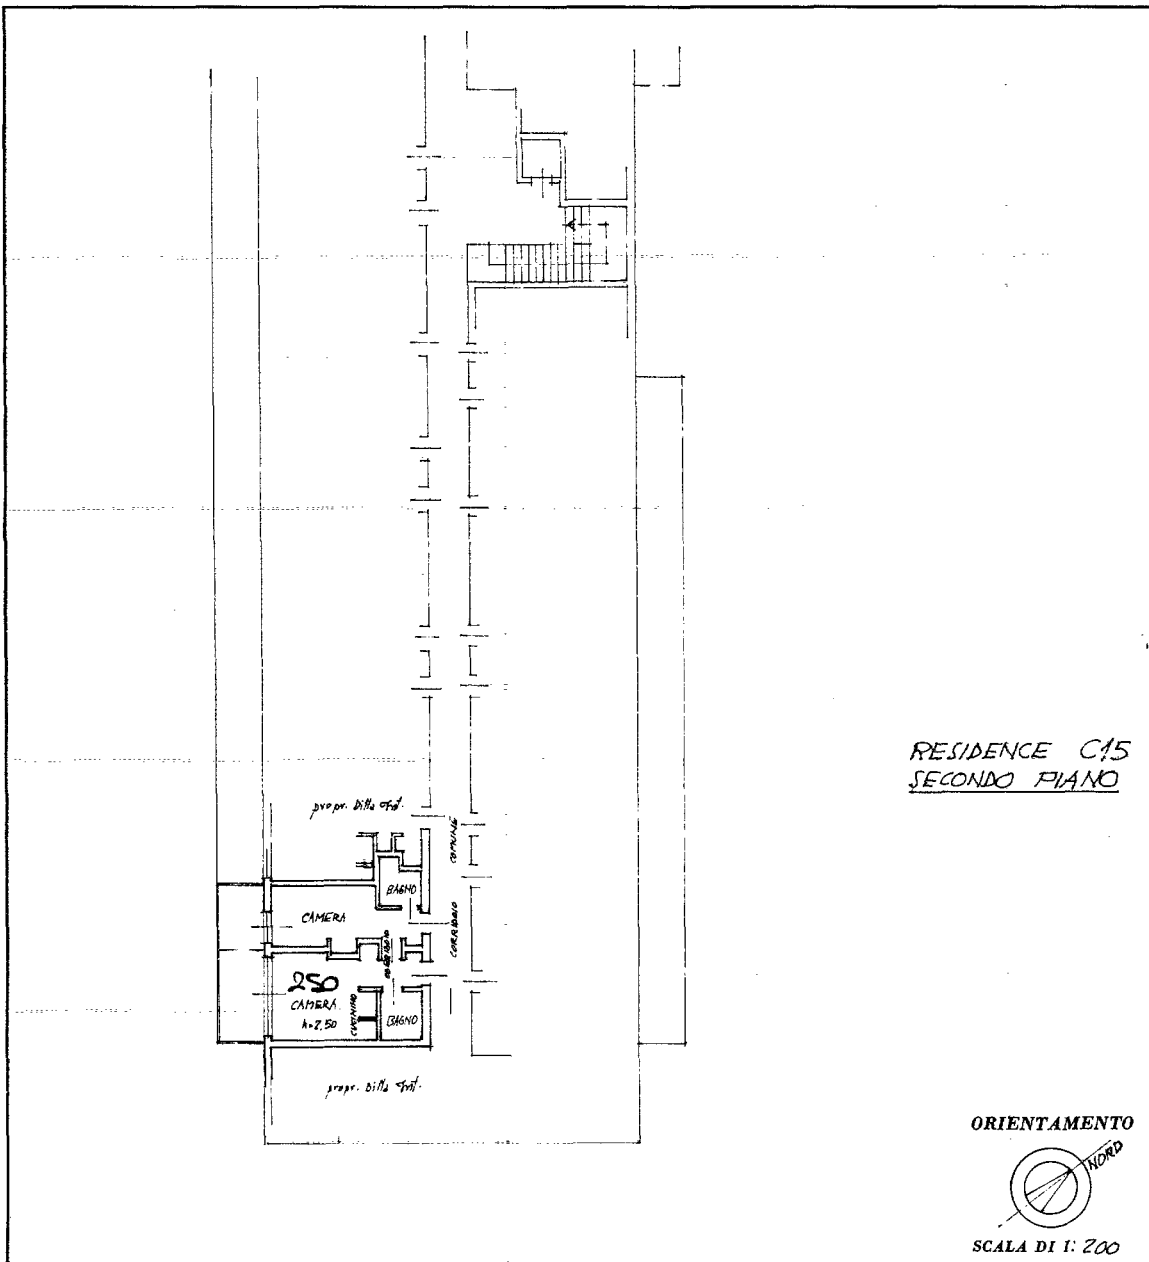 RESIDENCE C15
SECONDO PIANO
propr. Ditta
COMUNE
CORRIDOIO
BAGNO
CAMERA
CORRIDOIO
250
CAMERA
h=2,50
CUCININO
BAGNO
propr. Ditta
ORIENTAMENTO
NORD
SCALA DI 1: 200